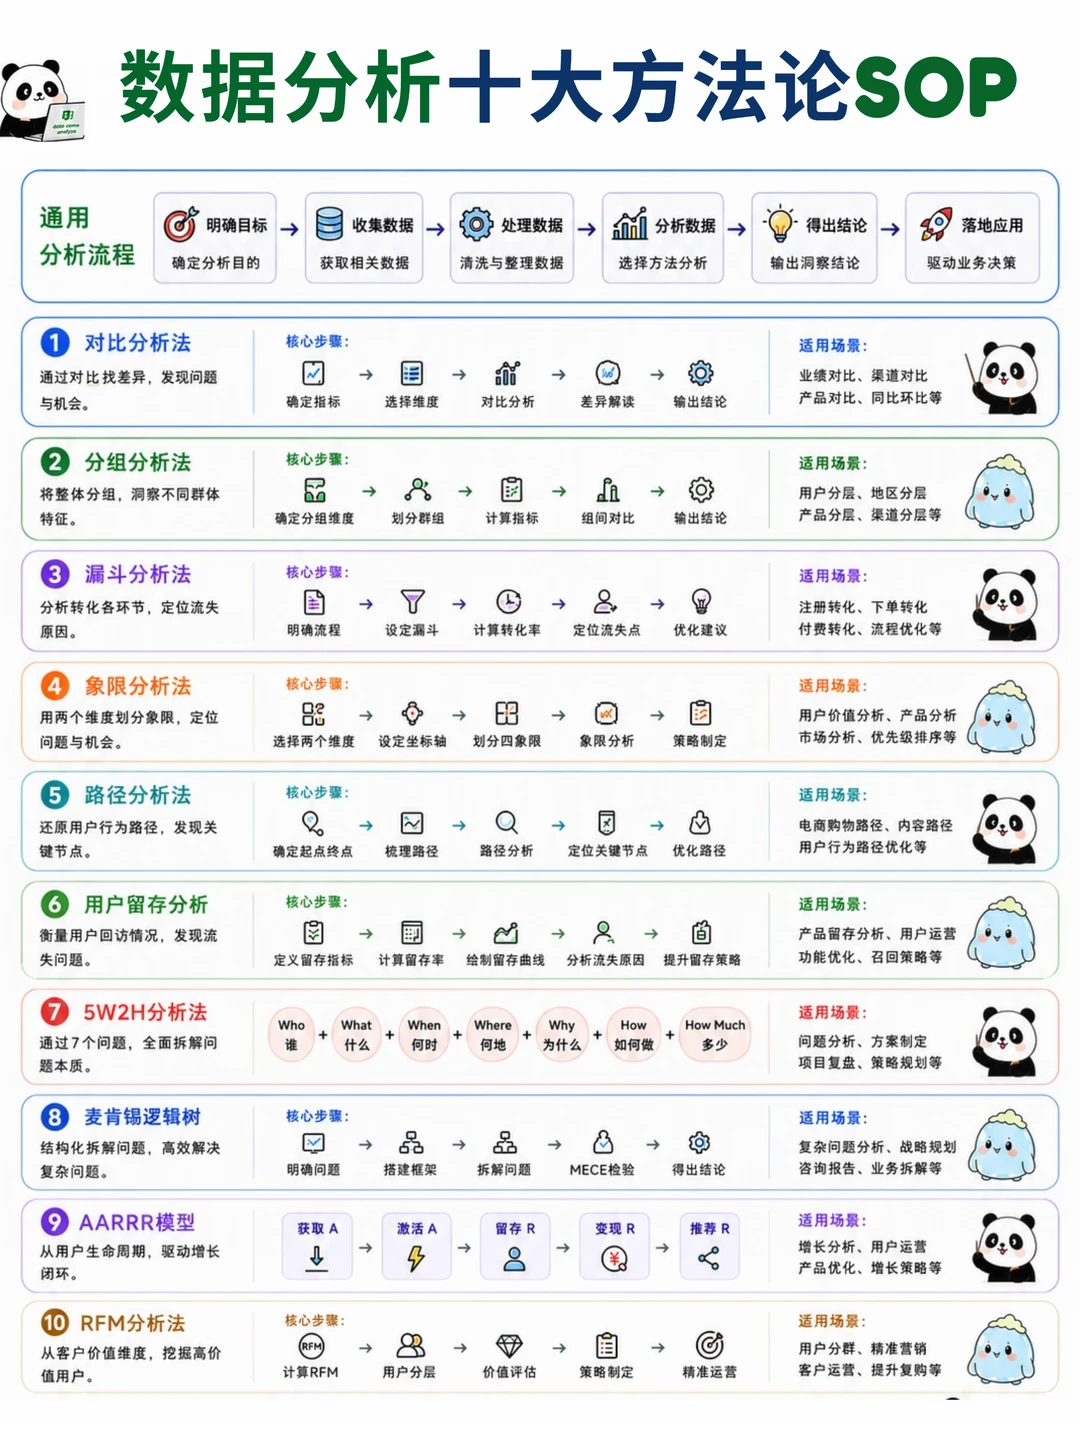 数据分析十大方法论SOP
通用
分析流程
明确目标
确定分析目的
收集数据
获取相关数据
处理数据
清洗与整理数据
分析数据
选择方法分析
得出结论
输出洞察结论
落地应用
驱动业务决策
1 对比分析法
通过对比找差异，发现问题
与机会。
核心步骤：
确定指标 选择维度 对比分析 差异解读 输出结论
适用场景：
业绩对比、渠道对比
产品对比、同比环比等
2 分组分析法
将整体分组，洞察不同群体
特征。
核心步骤：
确定分组维度 划分群组 计算指标 组间对比 输出结论
适用场景：
用户分层、地区分层
产品分层、渠道分层等
3 漏斗分析法
分析转化各环节，定位流失
原因。
核心步骤：
明确流程 设定漏斗 计算转化率 定位流失点 优化建议
适用场景：
注册转化、下单转化
付费转化、流程优化等
4 象限分析法
用两个维度划分象限，定位
问题与机会。
核心步骤：
选择两个维度 设定坐标轴 划分四象限 象限分析 策略制定
适用场景：
用户价值分析、产品分析
市场分析、优先级排序等
5 路径分析法
还原用户行为路径，发现关
键节点。
核心步骤：
确定起点终点 梳理路径 路径分析 定位关键节点 优化路径
适用场景：
电商购物路径、内容路径
用户行为路径优化等
6 用户留存分析
衡量用户回访情况，发现流
失问题。
核心步骤：
定义留存指标 计算留存率 绘制留存曲线 分析流失原因 提升留存策略
适用场景：
产品留存分析、用户运营
功能优化、召回策略等
7 5W2H分析法
通过7个问题，全面拆解问
题本质。
Who + What + When + Where + Why + How + How Much
谁 什么 何时 何地 为什么 如何做 多少
适用场景：
问题分析、方案制定
项目复盘、策略规划等
8 麦肯锡逻辑树
结构化拆解问题，高效解决
复杂问题。
核心步骤：
明确问题 搭建框架 拆解问题 MECE检验 得出结论
适用场景：
复杂问题分析、战略规划
咨询报告、业务拆解等
9 AARRR模型
从用户生命周期，驱动增长
闭环。
获取 A 激活 A 留存 R 变现 R 推荐 R
¥
适用场景：
增长分析、用户运营
产品优化、增长策略等
10 RFM分析法
从客户价值维度，挖掘高价
值用户。
核心步骤：
RFM
计算RFM 用户分层 价值评估 策略制定 精准运营
适用场景：
用户分群、精准营销
客户运营、提升复购等